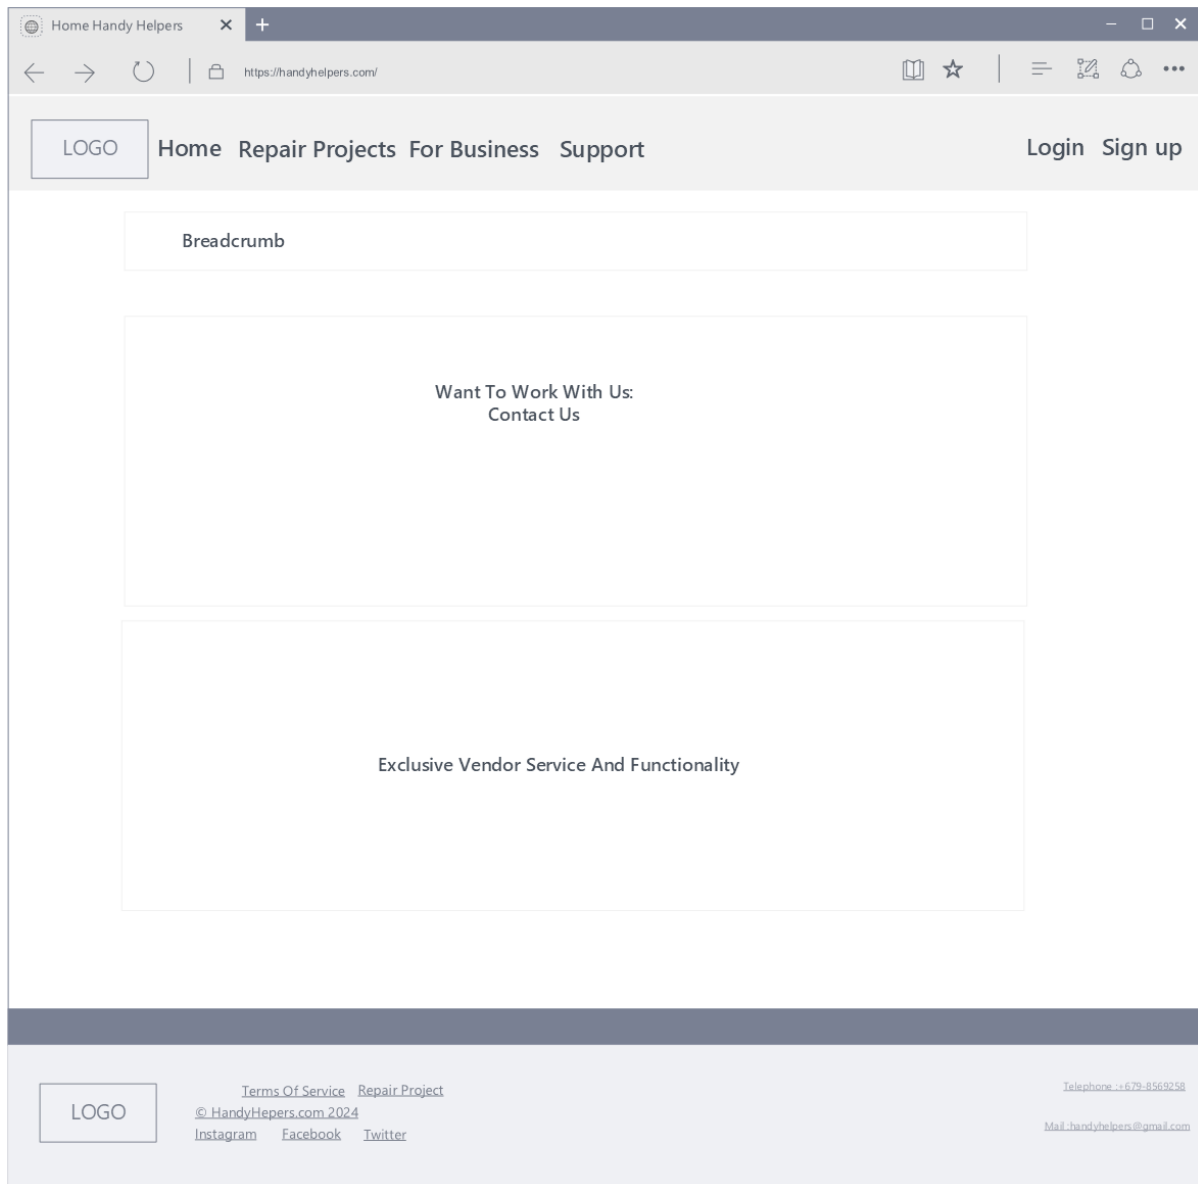 Home Handy Helpers
https://handyhelpers.com/
LOGO Home Repair Projects For Business Support Login Sign up
Breadcrumb
Want To Work With Us:
Contact Us
Exclusive Vendor Service And Functionality
LOGO
Terms Of Service Repair Project
© HandyHepers.com 2024
Instagram Facebook Twitter
Telephone :+679-8569258
Mail :handyhelpers@gmail.com